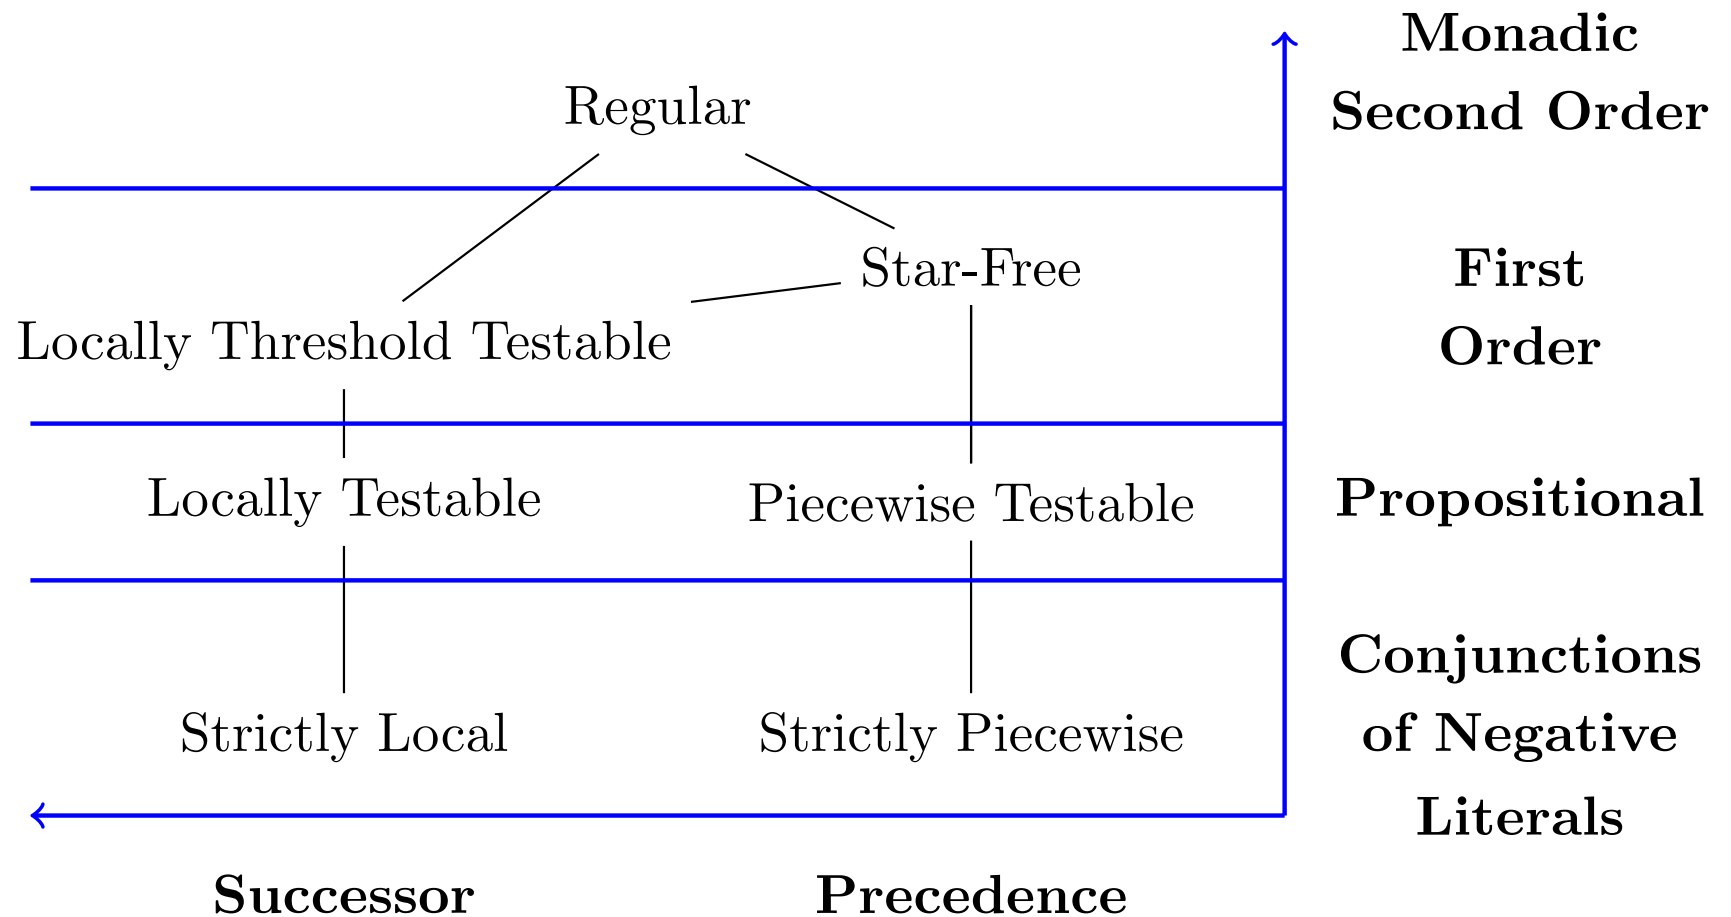 Monadic
Second Order
Regular
Star-Free
First
Order
Locally Threshold Testable
Locally Testable
Piecewise Testable
Propositional
Strictly Local
Strictly Piecewise
Conjunctions
of Negative
Literals
Successor
Precedence